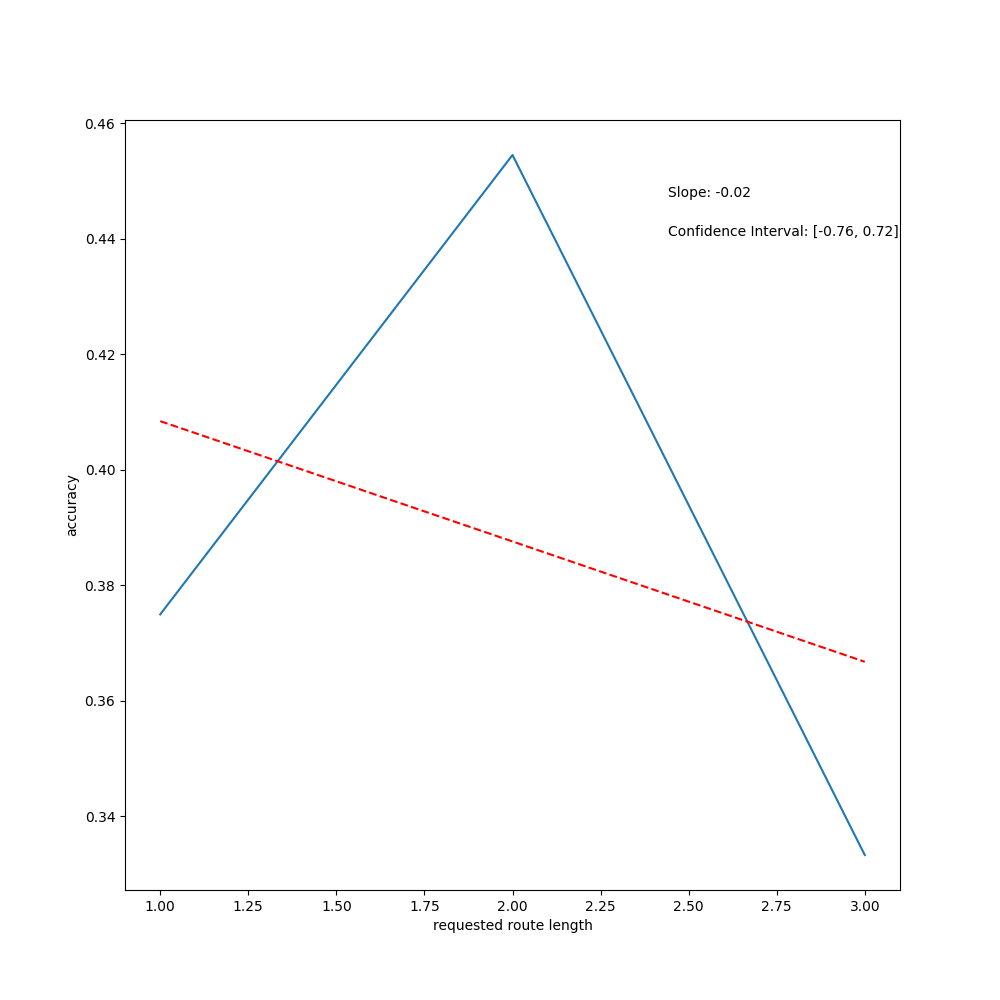 0.46
0.44
0.42
0.40
0.38
0.36
0.34
accuracy
Slope: -0.02
Confidence Interval: [-0.76, 0.72]
1.00 1.25 1.50 1.75 2.00 2.25 2.50 2.75 3.00
requested route length